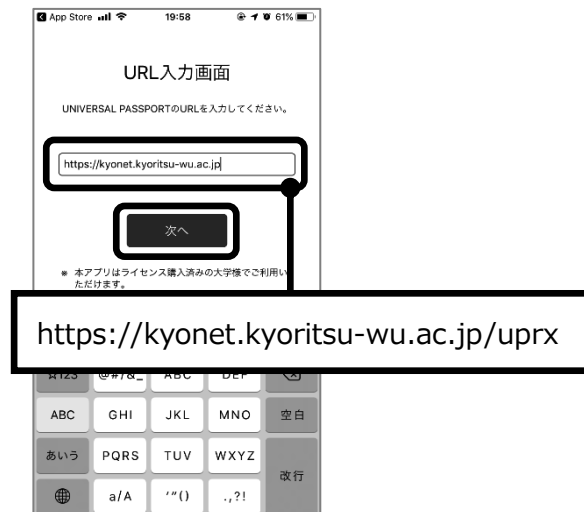 App Store 19:58 61%
URL入力画面
UNIVERSAL PASSPORTのURLを入力してください。
https://kyonet.kyoritsu-wu.ac.jp
次へ
※ 本アプリはライセンス購入済みの大学様でご利用い
ただけます。
https://kyonet.kyoritsu-wu.ac.jp/uprx
☆123 @#/&_ ABC DEF
ABC GHI JKL MNO 空白
あいう PQRS TUV WXYZ
改行
a/A '"() .,?!